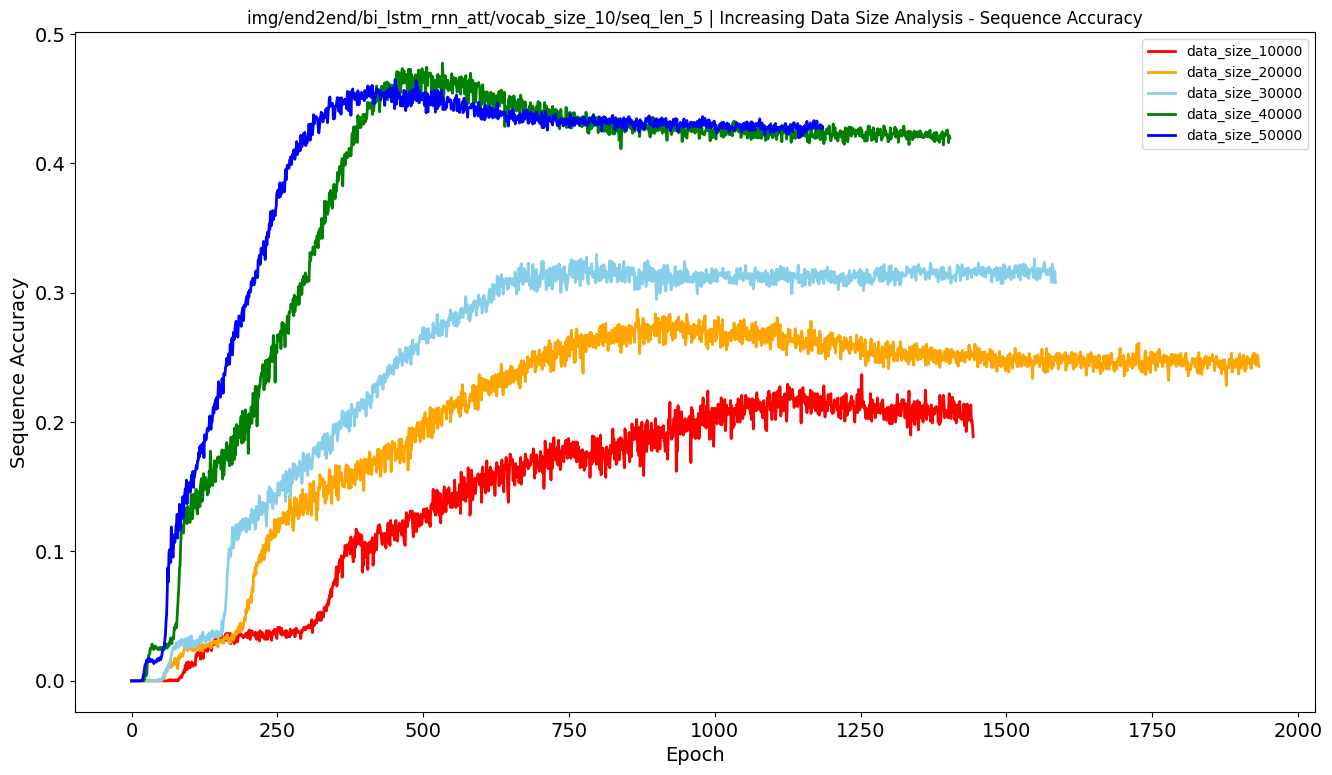 img/end2end/bi_lstm_rnn_att/vocab_size_10/seq_len_5 | Increasing Data Size Analysis - Sequence Accuracy
data_size_10000
data_size_20000
data_size_30000
data_size_40000
data_size_50000
Sequence Accuracy
0.5
0.4
0.3
0.2
0.1
0.0
0 250 500 750 1000 1250 1500 1750 2000
Epoch